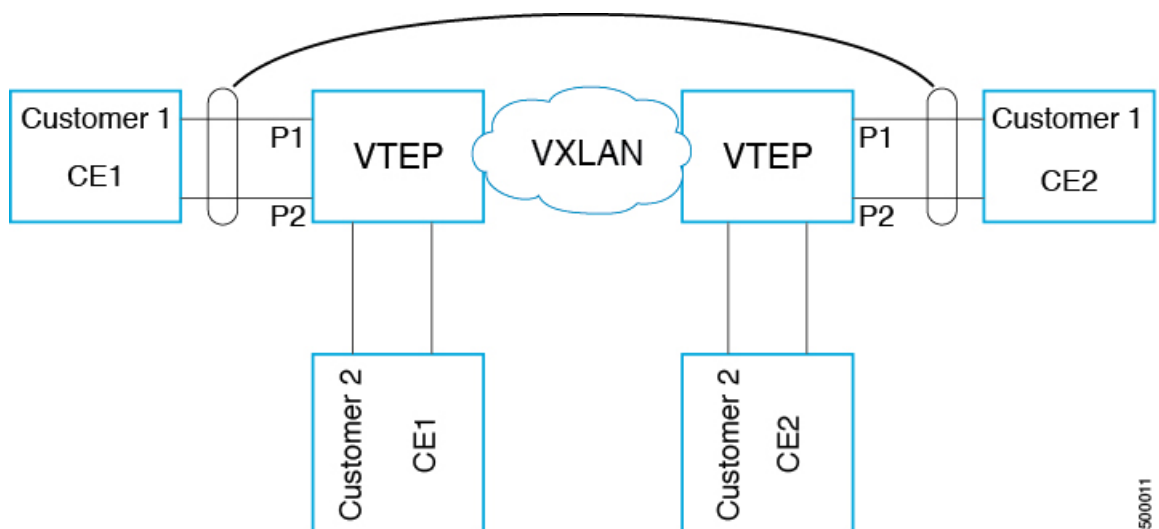 Customer 1
CE1
P1
P2
VTEP
VXLAN
VTEP
P1
P2
Customer 1
CE2
Customer 2
CE1
Customer 2
CE2
500011